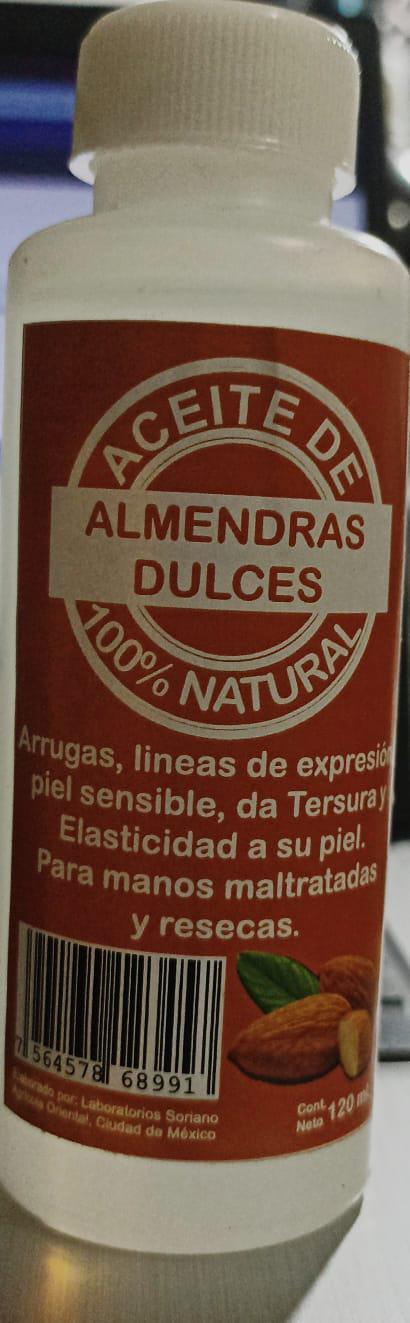 ACEITE DE
ALMENDRAS
DULCES
100% NATURAL
Arrugas, lineas de expresión
piel sensible, da Tersura y
Elasticidad a su piel.
Para manos maltratadas
y resecas.
7 564578 68991
Elaborado por: Laboratorios Soriano
Agrícola Oriental, Ciudad de México
Cont.
Neto 120 ml.